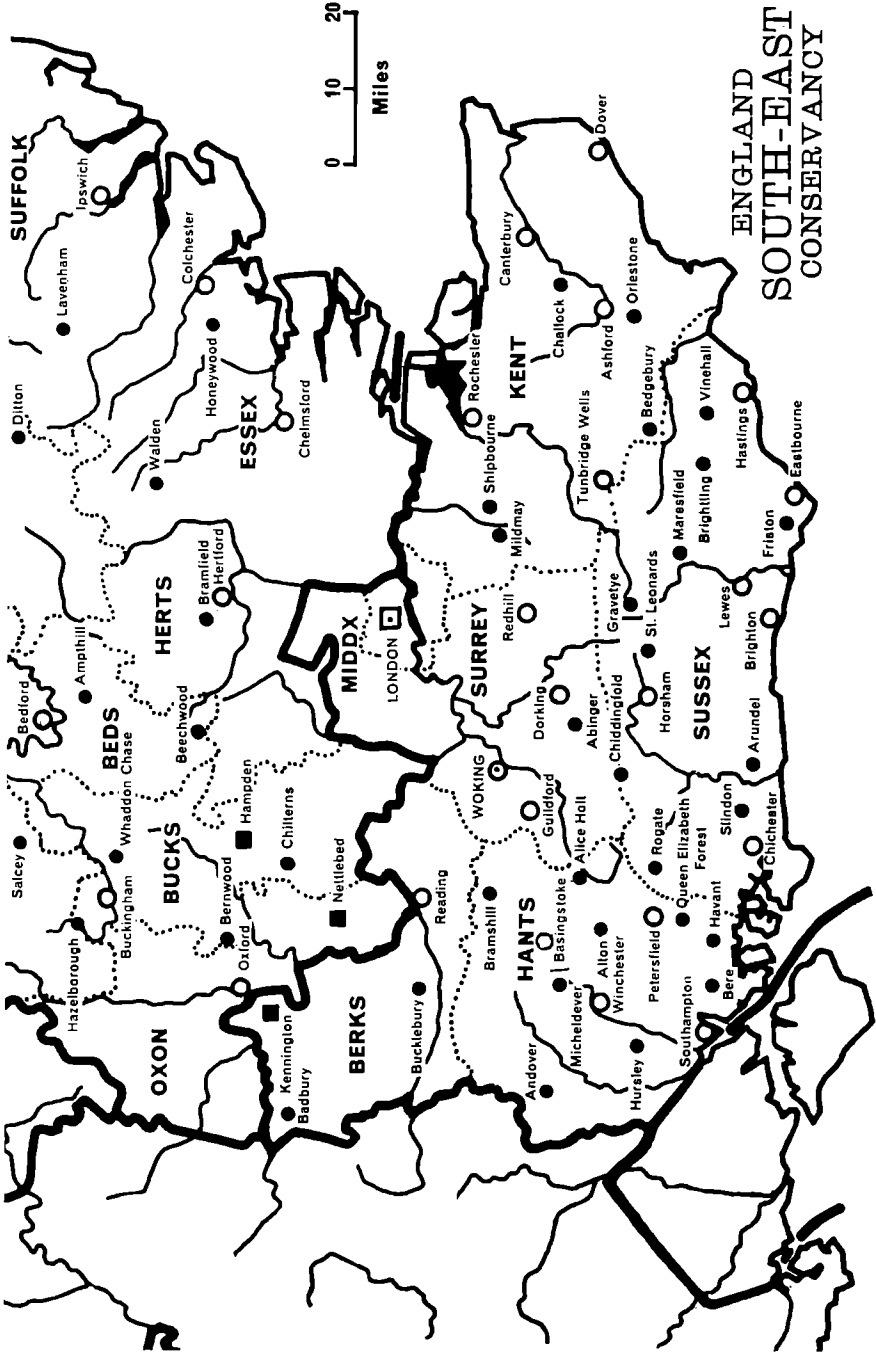 ENGLAND
SOUTH-EAST
CONSERVANCY
0 10 20
Miles
SUFFOLK
Ipswich
Lavenham
Colchester
Ditton
Honeywood
Walden
ESSEX
Chelmsford
HERTS
Bramfield
Hertford
Bedford
Ampthill
BEDS
Beechwood
Whaddon Chase
Salcey
BUCKS
Hampden
Chilterns
Buckingham
Hazelborough
Bernwood
Oxford
Nettlebed
OXON
Kennington
Badbury
BERKS
Bucklebury
Reading
MIDDX
LONDON
Rochester
KENT
Canterbury
Dover
Challock
Ashford
Orlestone
Shipbourne
Mildmay
Tunbridge Wells
Bedgebury
SURREY
Redhill
Dorking
Abinger
WOKING
Guildford
Chiddingfold
Alice Holt
Bramshill
HANTS
Basingstoke
Alton
Micheldever
Winchester
Andover
Hursley
Petersfield
Queen Elizabeth
Forest
Rogate
Havant
Bere
Southampton
Gravetye
St. Leonards
Horsham
SUSSEX
Maresfield
Brightling
Vinehall
Hastings
Eastbourne
Friston
Lewes
Brighton
Arundel
Slindon
Chichester